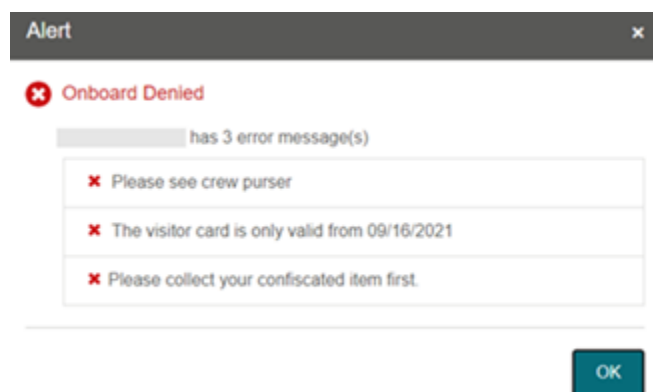 Alert
Onboard Denied
has 3 error message(s)
Please see crew purser
The visitor card is only valid from 09/16/2021
Please collect your confiscated item first.
OK